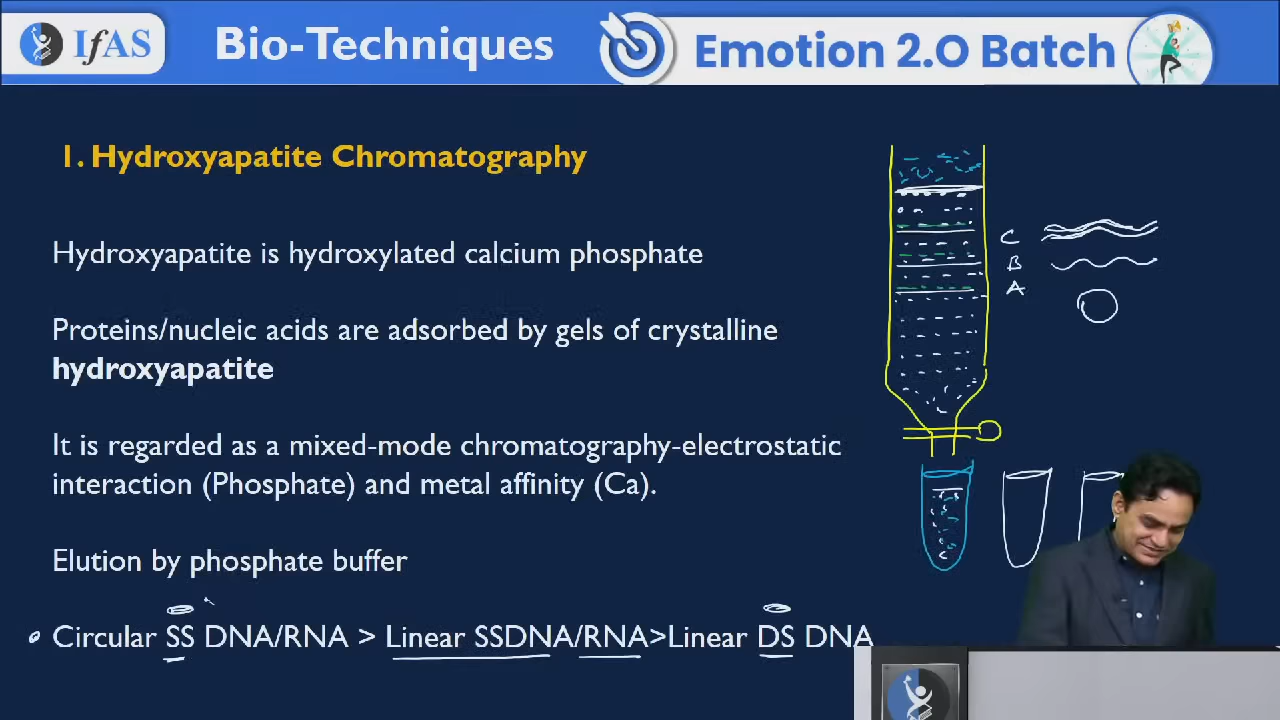 IfAS
Bio-Techniques
Emotion 2.O Batch
1. Hydroxyapatite Chromatography
Hydroxyapatite is hydroxylated calcium phosphate
Proteins/nucleic acids are adsorbed by gels of crystalline
hydroxyapatite
It is regarded as a mixed-mode chromatography-electrostatic
interaction (Phosphate) and metal affinity (Ca).
Elution by phosphate buffer
Circular SS DNA/RNA > Linear SSDNA/RNA>Linear DS DNA
C
B
A